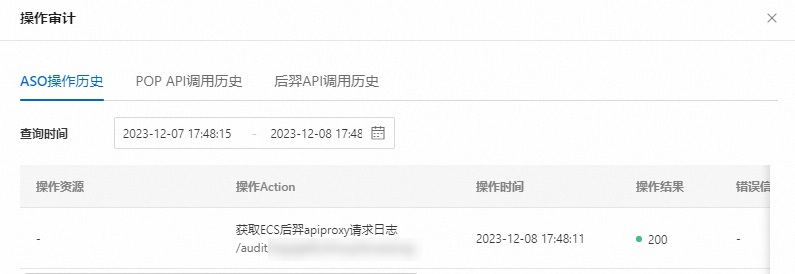 操作审计
ASO操作历史 POP API调用历史 后羿API调用历史
查询时间 2023-12-07 17:48:15 - 2023-12-08 17:48
操作资源 操作Action 操作时间 操作结果 错误信
- 获取ECS后羿apiproxy请求日志 2023-12-08 17:48:11 200 -
/audit